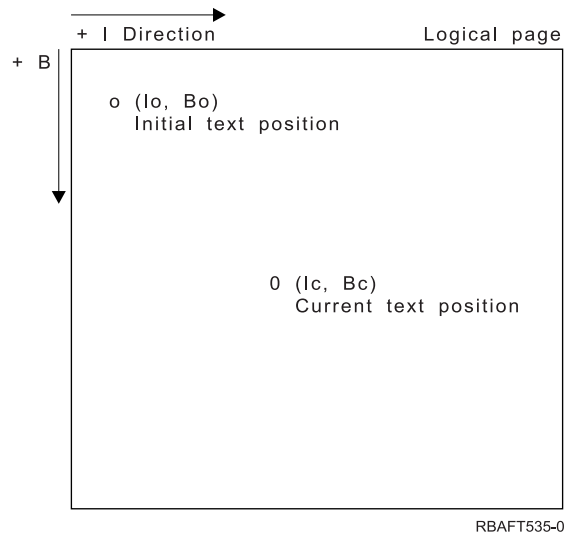 + I Direction Logical page
+ B
o (Io, Bo)
Initial text position
0 (Ic, Bc)
Current text position
RBAFT535-0